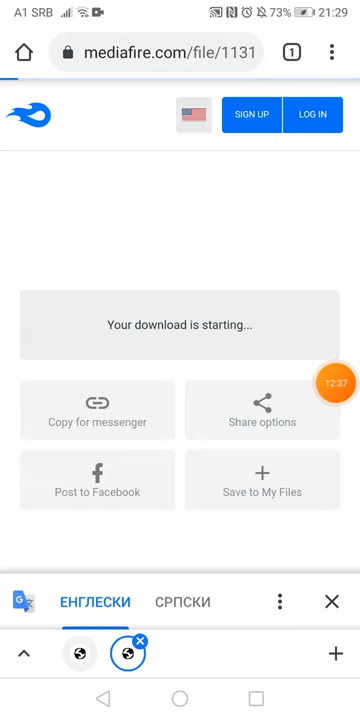 A1 SRB 73% 21:29
mediafire.com/file/1131 1
SIGN UP LOG IN
Your download is starting...
12:37
Copy for messenger Share options
Post to Facebook Save to My Files
ЕНГЛЕСКИ СРПСКИ